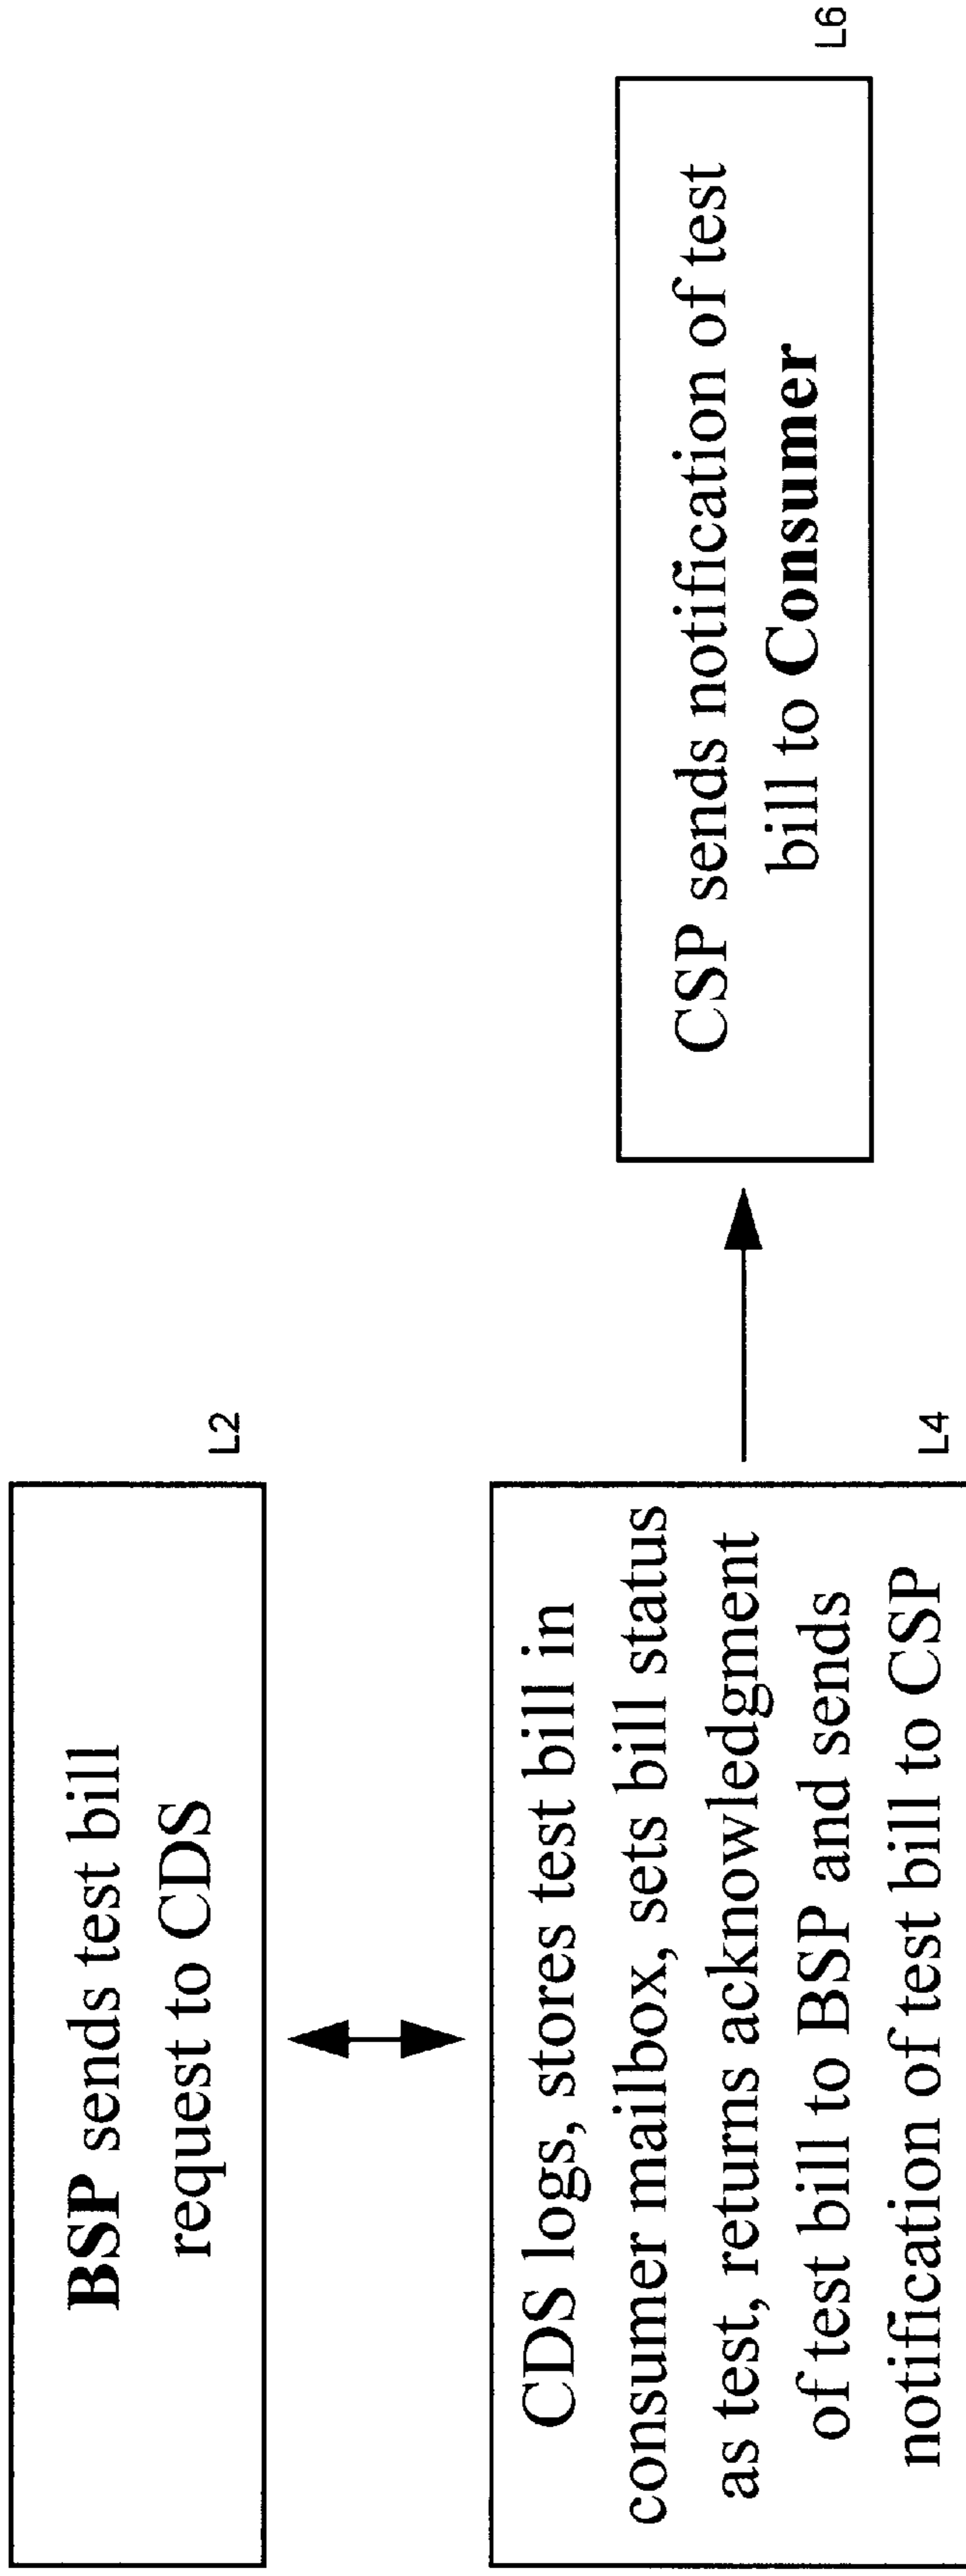 BSP sends test bill
request to CDS
L2
CDS logs, stores test bill in
consumer mailbox, sets bill status
as test, returns acknowledgment
of test bill to BSP and sends
notification of test bill to CSP
L4
CSP sends notification of test
bill to Consumer
L6